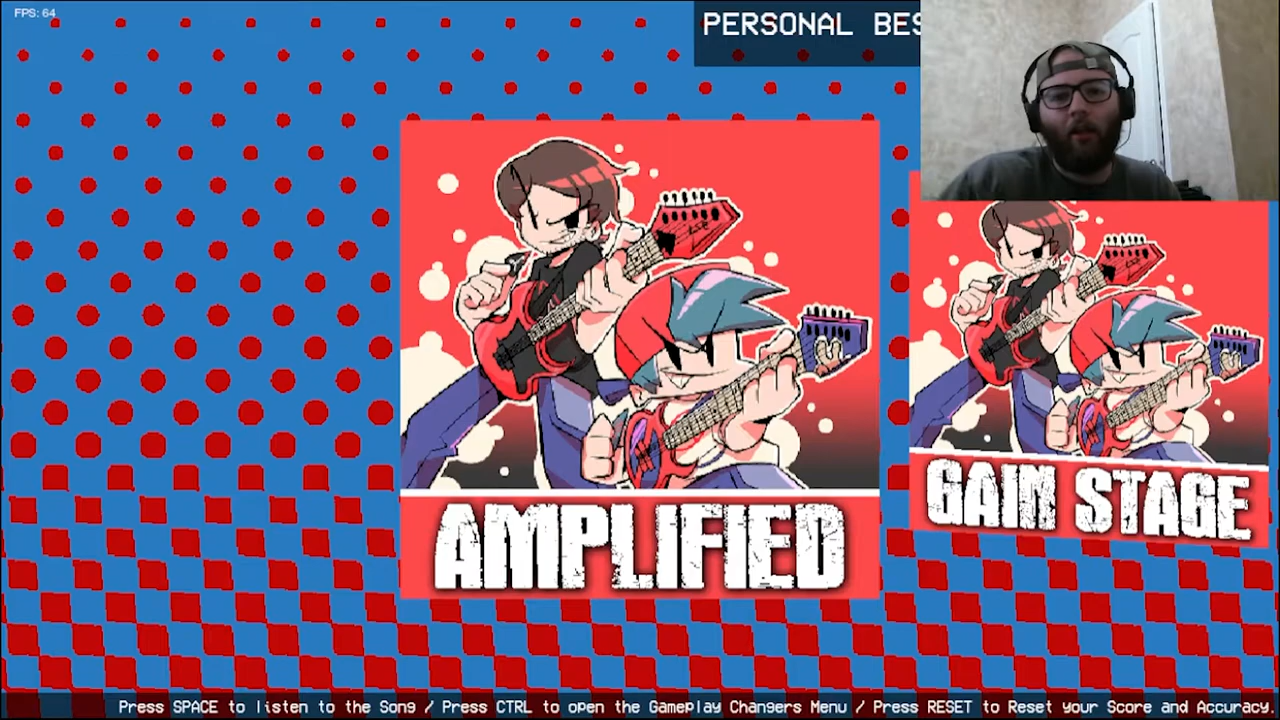 FPS: 64
PERSONAL BES
AMPLIFIED
GAIN STAGE
Press SPACE to listen to the Song / Press CTRL to open the Gameplay Changers Menu / Press RESET to Reset your Score and Accuracy.